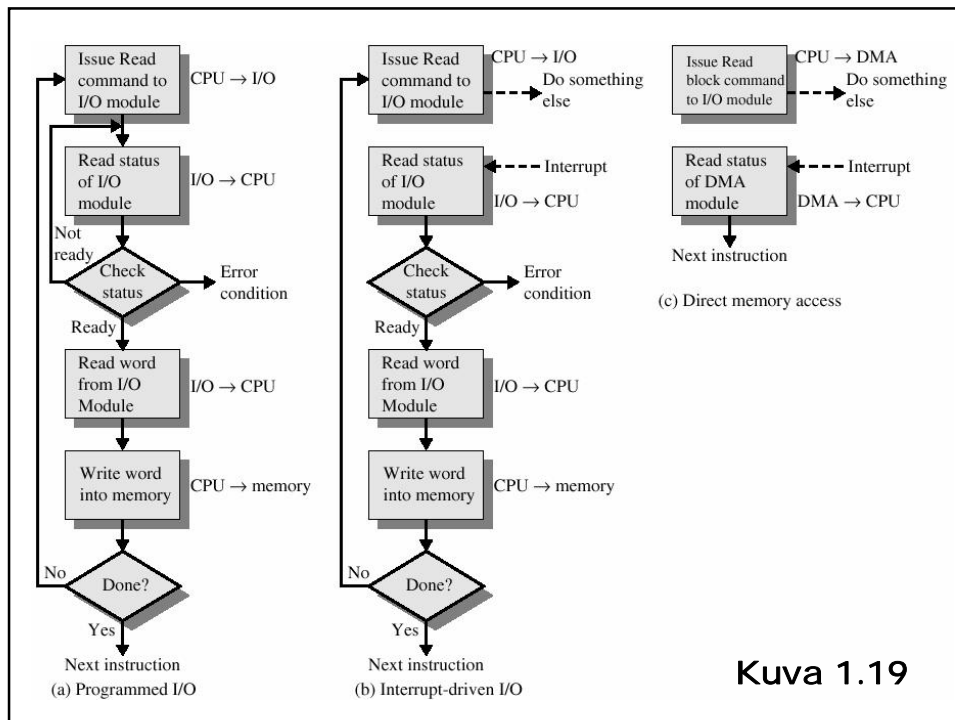 Issue Read
command to
I/O module
CPU → I/O
Read status
of I/O
module
I/O → CPU
Not
ready
Check
status
Error
condition
Ready
Read word
from I/O
Module
I/O → CPU
Write word
into memory
CPU → memory
No
Done?
Yes
Next instruction
(a) Programmed I/O
Issue Read
command to
I/O module
CPU → I/O
Do something
else
Read status
of I/O
module
Interrupt
I/O → CPU
Check
status
Error
condition
Ready
Read word
from I/O
Module
I/O → CPU
Write word
into memory
CPU → memory
No
Done?
Yes
Next instruction
(b) Interrupt-driven I/O
Issue Read
block command
to I/O module
CPU → DMA
Do something
else
Read status
of DMA
module
Interrupt
DMA → CPU
Next instruction
(c) Direct memory access
Kuva 1.19